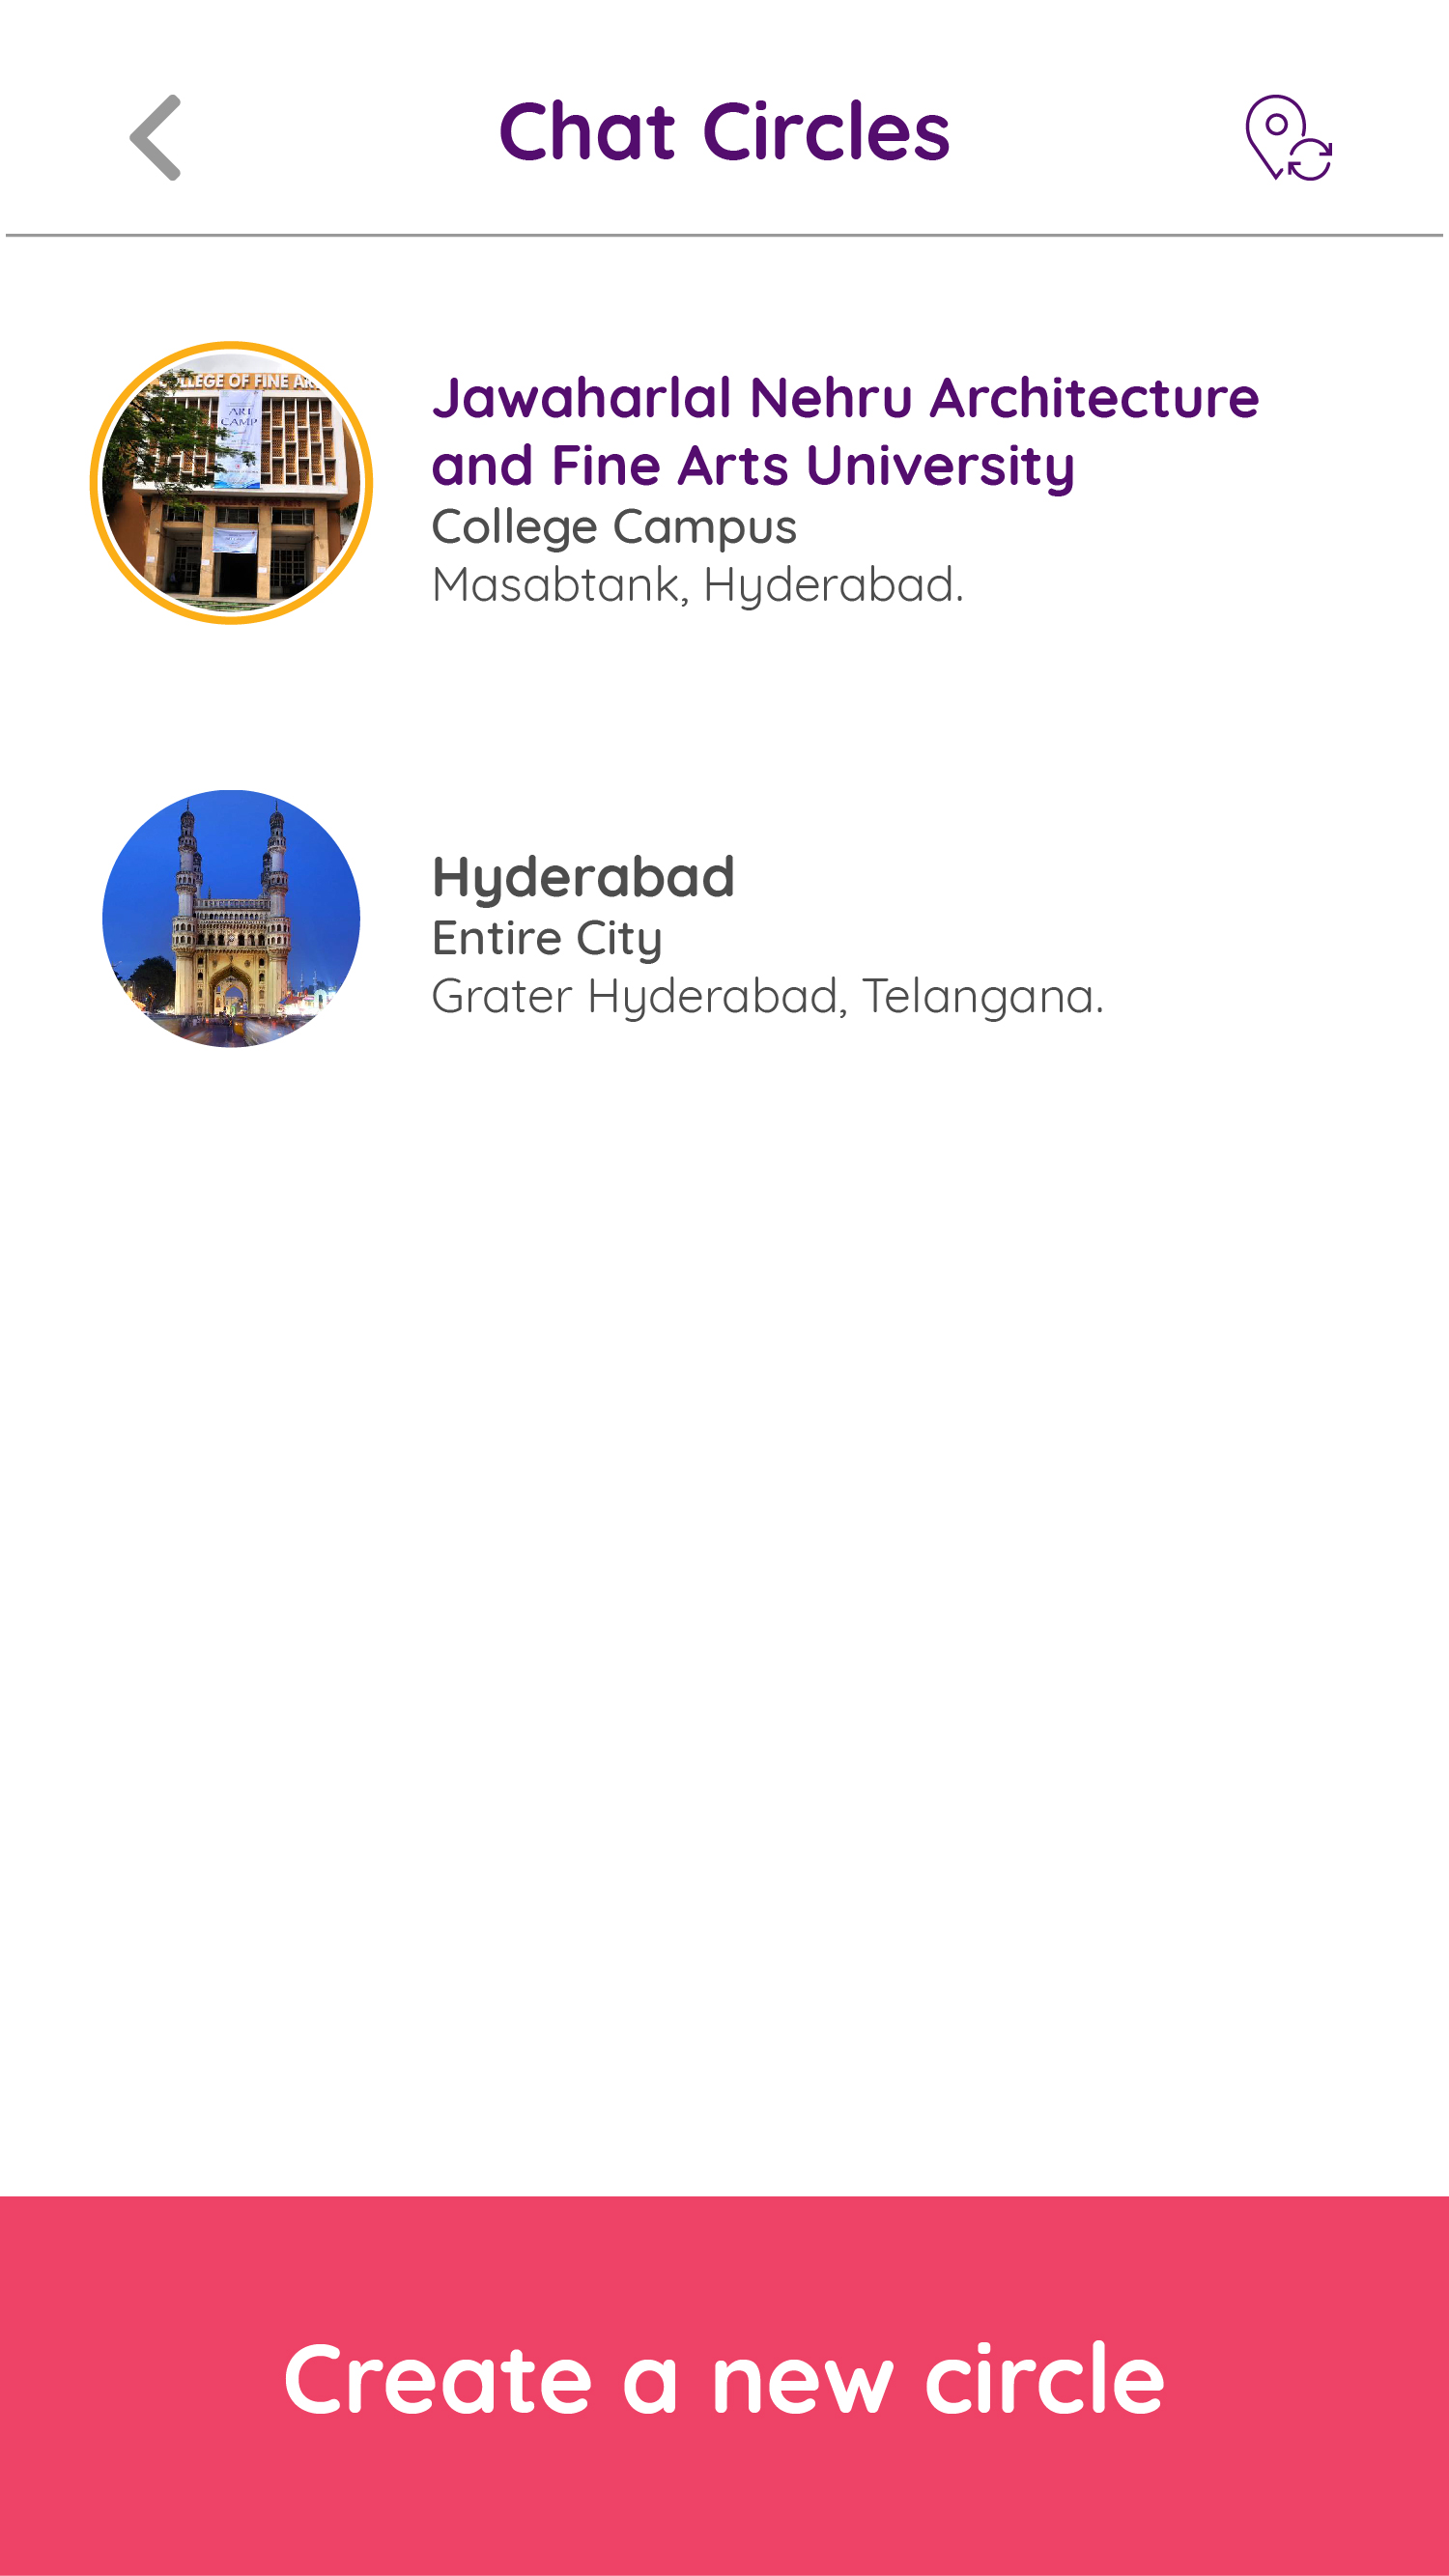 Chat Circles
LLEGE OF FINE AR
ART
CAMP
Jawaharlal Nehru Architecture
and Fine Arts University
College Campus
Masabtank, Hyderabad.
Hyderabad
Entire City
Grater Hyderabad, Telangana.
Create a new circle